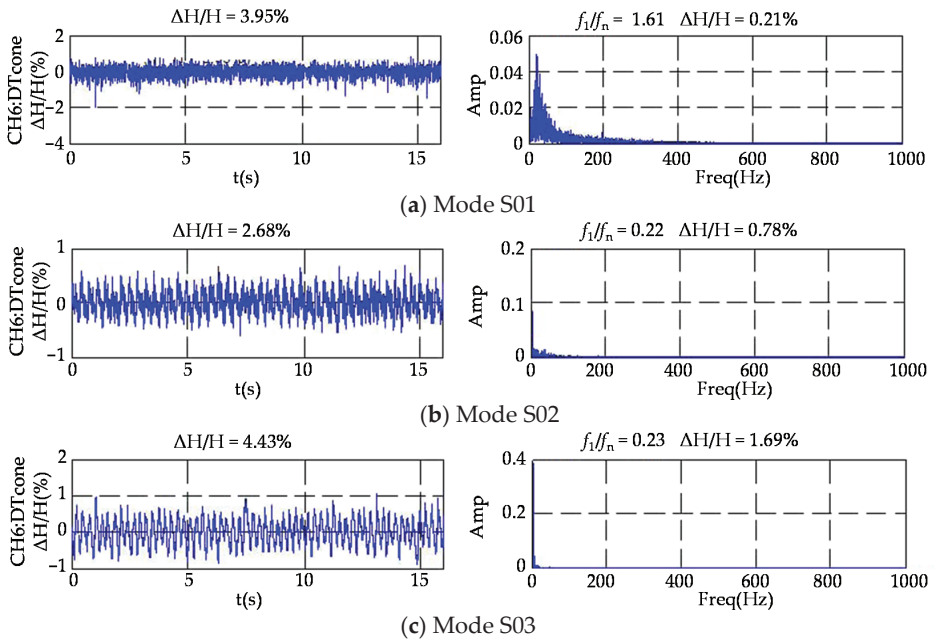 ΔH/H = 3.95%
CH6:DTcone
ΔH/H(%)
2
0
−2
−4
0
5
10
15
t(s)
f1/fn = 1.61 ΔH/H = 0.21%
Amp
0.06
0.04
0.02
0
0
200
400
600
800
1000
Freq(Hz)
(a) Mode S01
ΔH/H = 2.68%
CH6:DTcone
ΔH/H(%)
1
0
−1
0
5
10
15
t(s)
f1/fn = 0.22 ΔH/H = 0.78%
Amp
0.2
0.1
0
0
200
400
600
800
1000
Freq(Hz)
(b) Mode S02
ΔH/H = 4.43%
CH6:DTcone
ΔH/H(%)
2
1
0
−1
0
5
10
15
t(s)
f1/fn = 0.23 ΔH/H = 1.69%
Amp
0.4
0.2
0
0
200
400
600
800
1000
Freq(Hz)
(c) Mode S03